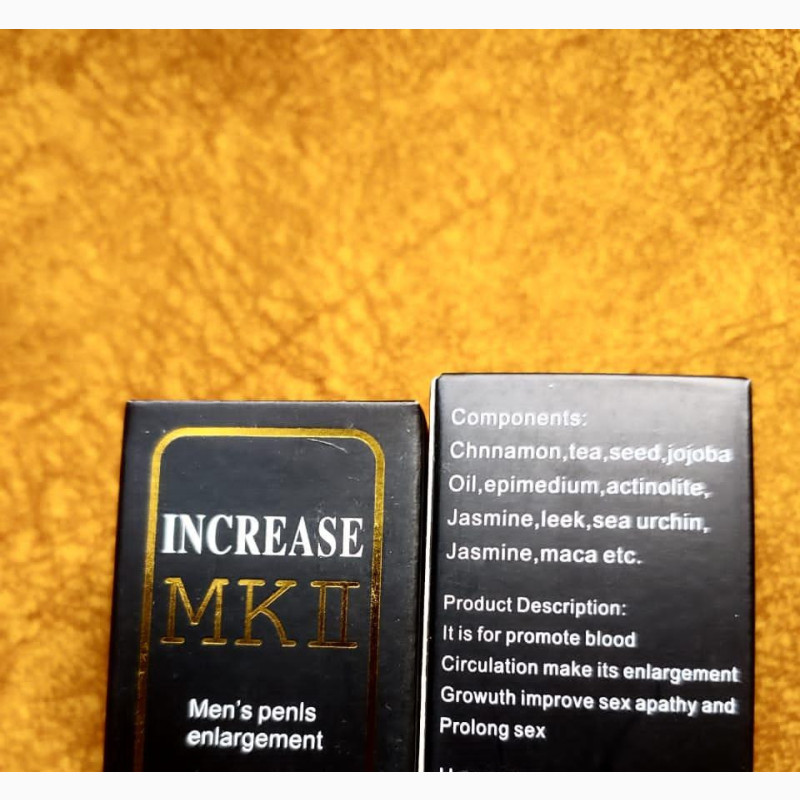 INCREASE
MKII
Men's penls
enlargement
Components:
Chnnamon,tea,seed,jojoba
Oil,epimedium,actinolite,
Jasmine,leek,sea urchin,
Jasmine,maca etc.
Product Description:
It is for promote blood
Circulation make its enlargement
Growuth improve sex apathy and
Prolong sex